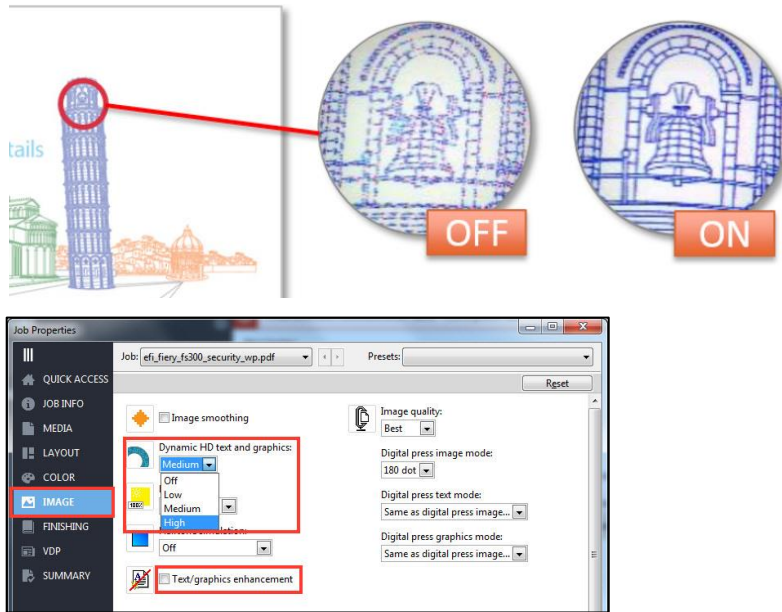 tails
OFF
ON
Job Properties
Job: efi_fiery_fs300_security_wp.pdf
Presets:
Reset
QUICK ACCESS
JOB INFO
MEDIA
LAYOUT
COLOR
IMAGE
FINISHING
VDP
SUMMARY
Image smoothing
Dynamic HD text and graphics:
Medium
Off
Low
Medium
High
100%
Off
Text/graphics enhancement
Image quality:
Best
Digital press image mode:
180 dot
Digital press text mode:
Same as digital press image...
Digital press graphics mode:
Same as digital press image...